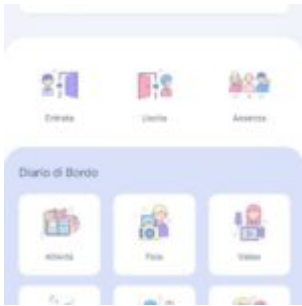 Entrata
Uscita
Assenza
Diario di Bordo
Attività
Foto
Video